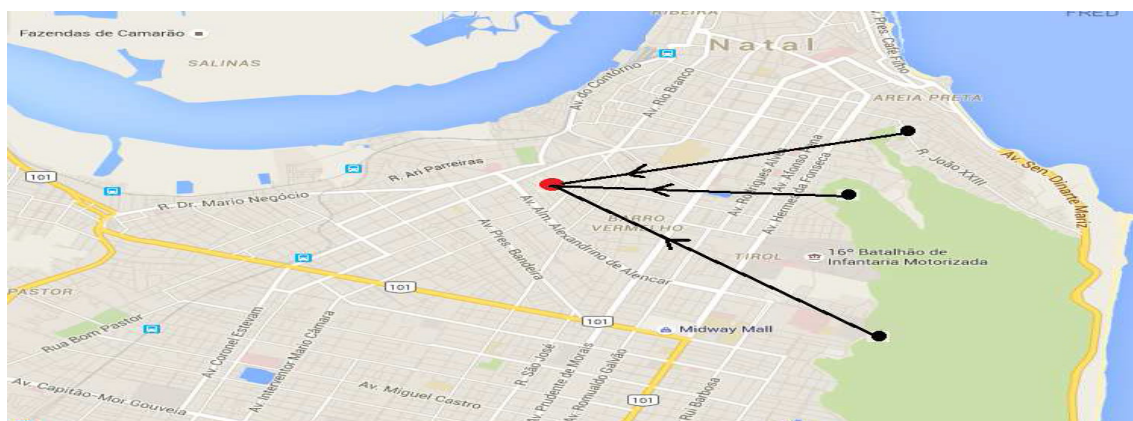 RIBEIRA
FRED
Fazendas de Camarão
Natal
SALINAS
Av. Pres. Café Filho
Av. do Contorno
Av. Rio Branco
AREIA PRETA
R. João XXIII
Av. Sen. Dinarte Mariz
R. Ari Parreiras
101
R. Dr. Mario Negócio
Av. Rodrigues Alves
Av. Afonso Pena
Av. Hermes da Fonseca
BARRO
VERMELHO
Av. Alm. Alexandrino de Alencar
Av. Pres. Bandeira
TIROL
16º Batalhão de
Infantaria Motorizada
101
PASTOR
101
Midway Mall
Rua Bom Pastor
Av. Coronel Estevam
Av. Interventor Mário Câmara
R. São José
Av. Prudente de Morais
Av. Romualdo Galvão
Rui Barbosa
Av. Miguel Castro
Av. Capitão-Mor Gouveia